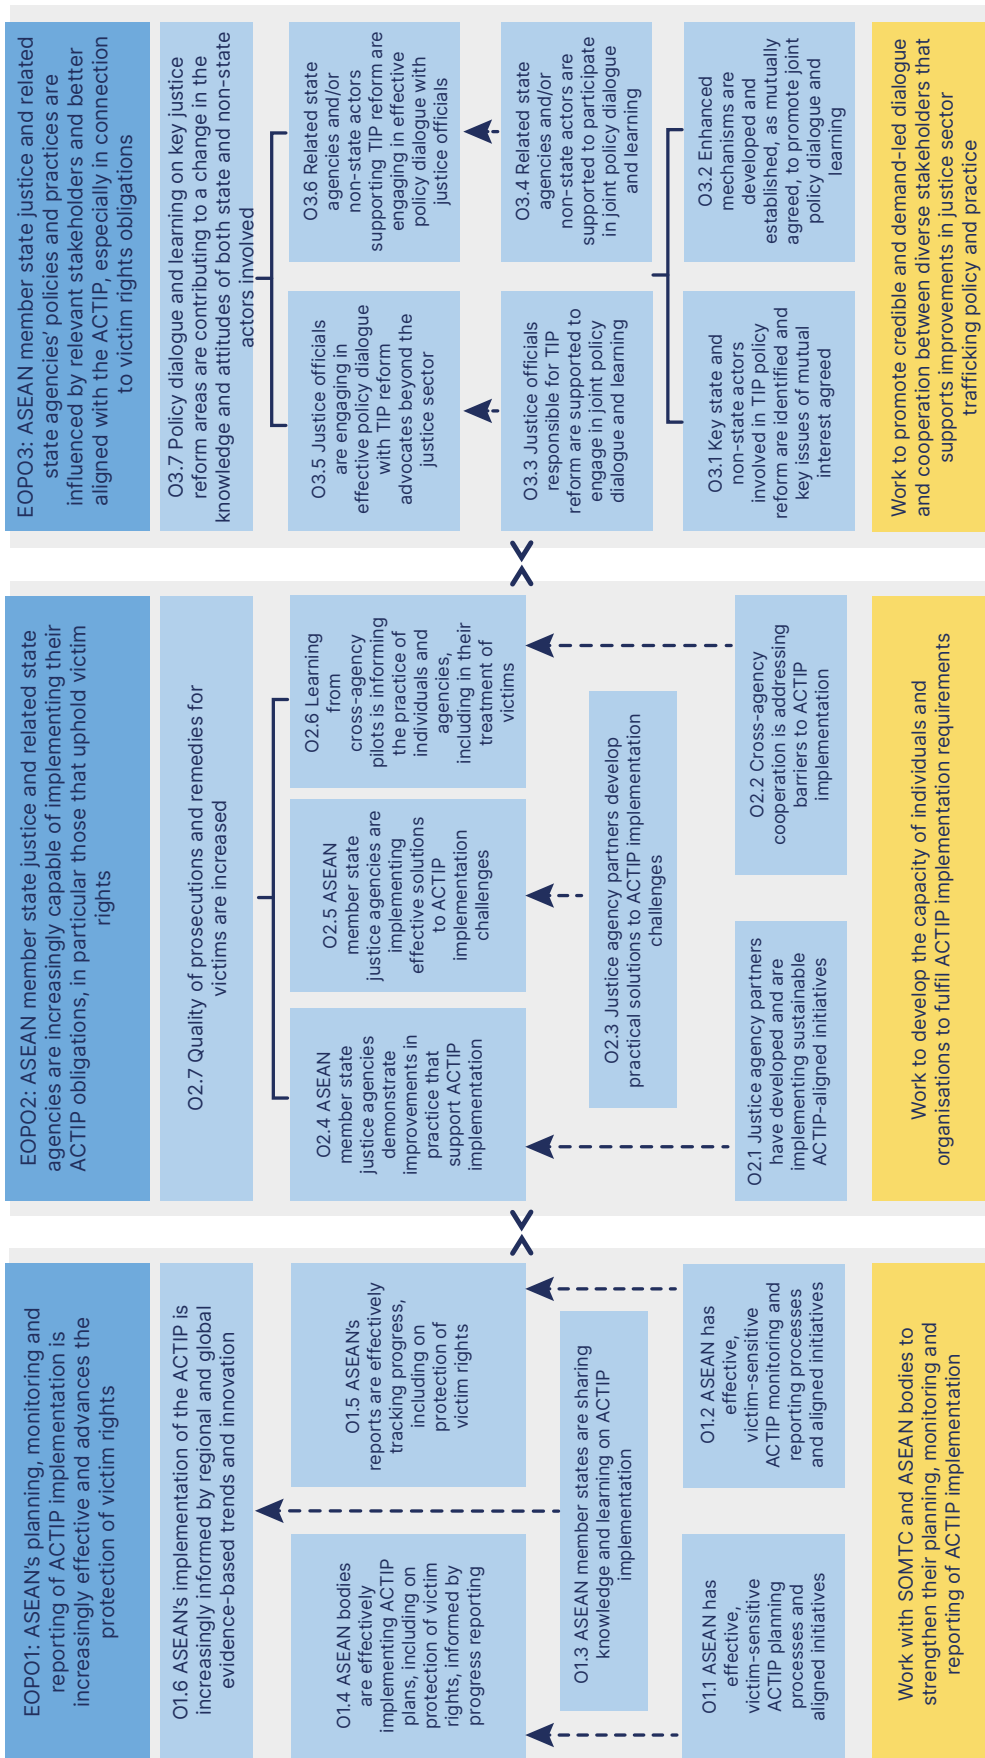 EOPO1: ASEAN's planning, monitoring and
reporting of ACTIP implementation is
increasingly effective and advances the
protection of victim rights
O1.6 ASEAN's implementation of the ACTIP is
increasingly informed by regional and global
evidence-based trends and innovation
O1.4 ASEAN bodies
are effectively
implementing ACTIP
plans, including on
protection of victim
rights, informed by
progress reporting
O1.5 ASEAN's
reports are effectively
tracking progress,
including on
protection of
victim rights
O1.3 ASEAN member states are sharing
knowledge and learning on ACTIP
implementation
O1.1 ASEAN has
effective,
victim-sensitive
ACTIP planning
processes and
aligned initiatives
O1.2 ASEAN has
effective,
victim-sensitive
ACTIP monitoring and
reporting processes
and aligned initiatives
Work with SOMTC and ASEAN bodies to
strengthen their planning, monitoring and
reporting of ACTIP implementation
EOPO2: ASEAN member state justice and related state
agencies are increasingly capable of implementing their
ACTIP obligations, in particular those that uphold victim
rights
O2.7 Quality of prosecutions and remedies for
victims are increased
O2.4 ASEAN
member state
justice agencies
demonstrate
improvements in
practice that
support ACTIP
implementation
O2.5 ASEAN
member state
justice agencies are
implementing
effective solutions
to ACTIP
implementation
challenges
O2.6 Learning
from
cross-agency
pilots is informing
the practice of
individuals and
agencies,
including in their
treatment of
victims
O2.3 Justice agency partners develop
practical solutions to ACTIP implementation
challenges
O2.1 Justice agency partners
have developed and are
implementing sustainable
ACTIP-aligned initiatives
O2.2 Cross-agency
cooperation is addressing
barriers to ACTIP
implementation
Work to develop the capacity of individuals and
organisations to fulfil ACTIP implementation requirements
EOPO3: ASEAN member state justice and related
state agencies' policies and practices are
influenced by relevant stakeholders and better
aligned with the ACTIP, especially in connection
to victim rights obligations
O3.7 Policy dialogue and learning on key justice
reform areas are contributing to a change in the
knowledge and attitudes of both state and non-state
actors involved
O3.5 Justice officials
are engaging in
effective policy dialogue
with TIP reform
advocates beyond the
justice sector
O3.6 Related state
agencies and/or
non-state actors
supporting TIP reform are
engaging in effective
policy dialogue with
justice officials
O3.3 Justice officials
responsible for TIP
reform are supported to
engage in joint policy
dialogue and learning
O3.4 Related state
agencies and/or
non-state actors are
supported to participate
in joint policy dialogue
and learning
O3.1 Key state and
non-state actors
involved in TIP policy
reform are identified and
key issues of mutual
interest agreed
O3.2 Enhanced
mechanisms are
developed and
established, as mutually
agreed, to promote joint
policy dialogue and
learning
Work to promote credible and demand-led dialogue
and cooperation between diverse stakeholders that
supports improvements in justice sector
trafficking policy and practice